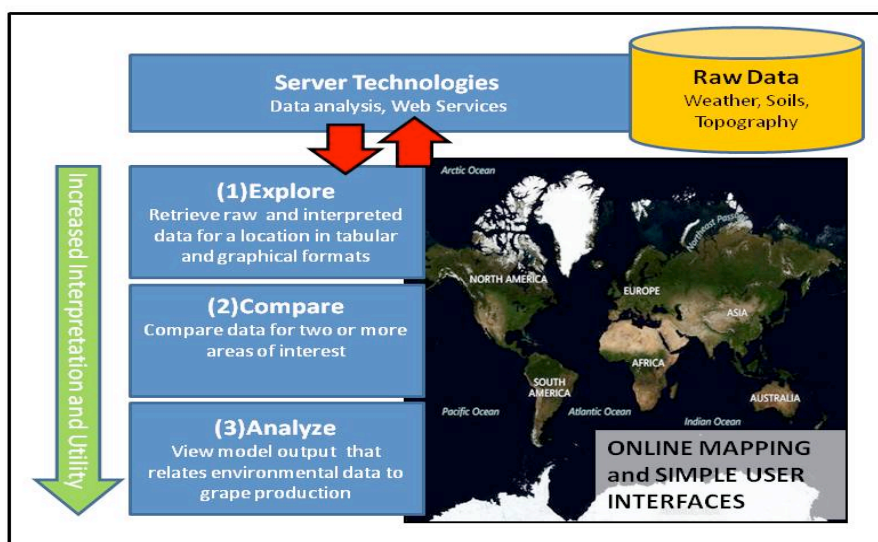 Server Technologies
Data analysis, Web Services
Raw Data
Weather, Soils,
Topography
Increased Interpretation and Utility
(1)Explore
Retrieve raw and interpreted
data for a location in tabular
and graphical formats
(2)Compare
Compare data for two or more
areas of interest
(3)Analyze
View model output that
relates environmental data to
grape production
Arctic Ocean
Northeast Passage
NORTH AMERICA
EUROPE
ASIA
AFRICA
SOUTH
AMERICA
AUSTRALIA
Pacific Ocean
Atlantic Ocean
Indian Ocean
ONLINE MAPPING
and SIMPLE USER
INTERFACES